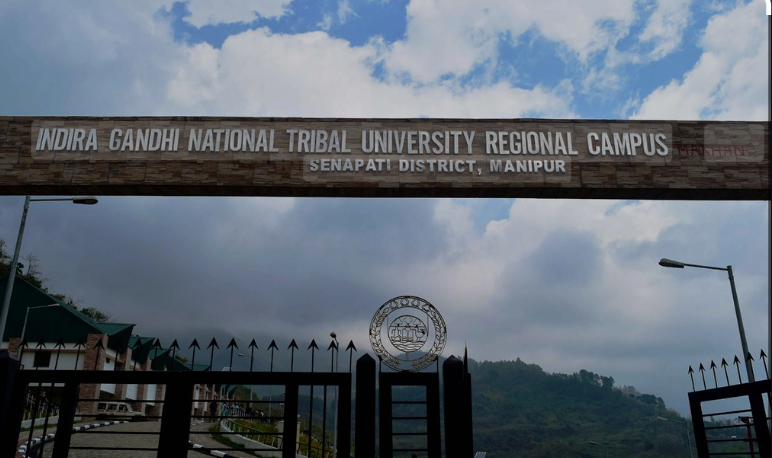 INDIRA GANDHI NATIONAL TRIBAL UNIVERSITY REGIONAL CAMPUS
SENAPATI DISTRICT, MANIPUR